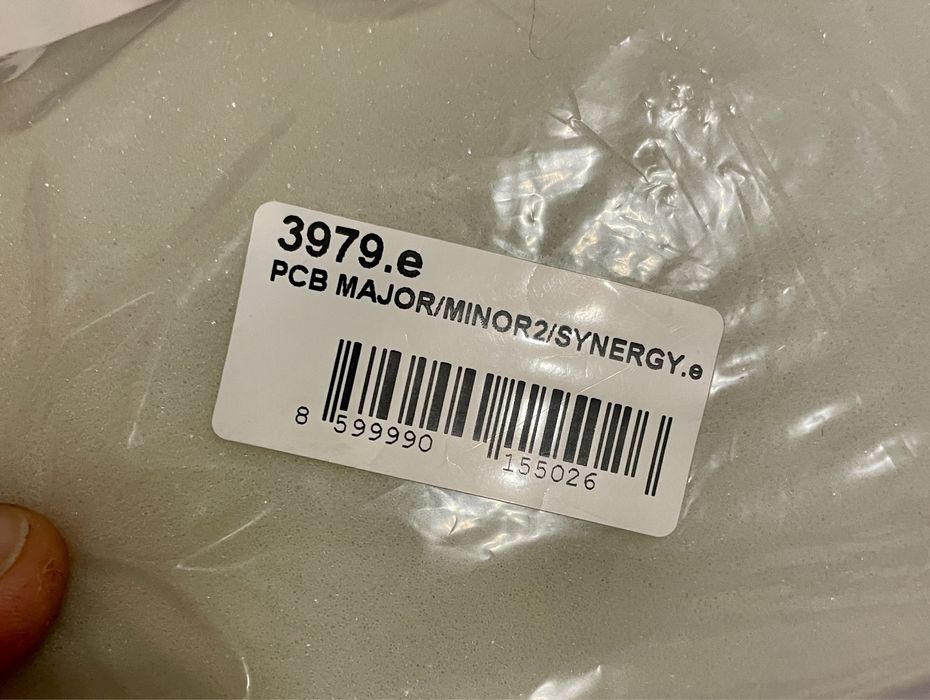 3979.e
PCB MAJOR/MINOR2/SYNERGY.e
8 599990 155026